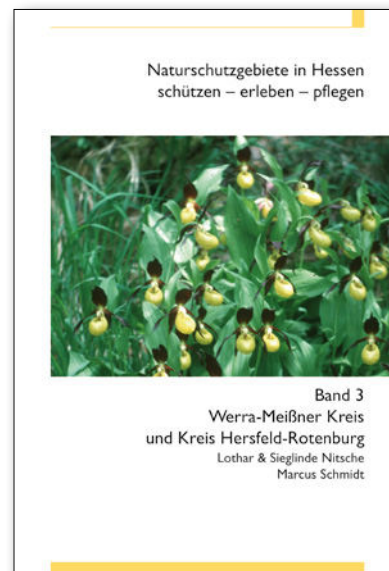 Naturschutzgebiete in Hessen
schützen – erleben – pflegen
Band 3
Werra-Meißner Kreis
und Kreis Hersfeld-Rotenburg
Lothar & Sieglinde Nitsche
Marcus Schmidt